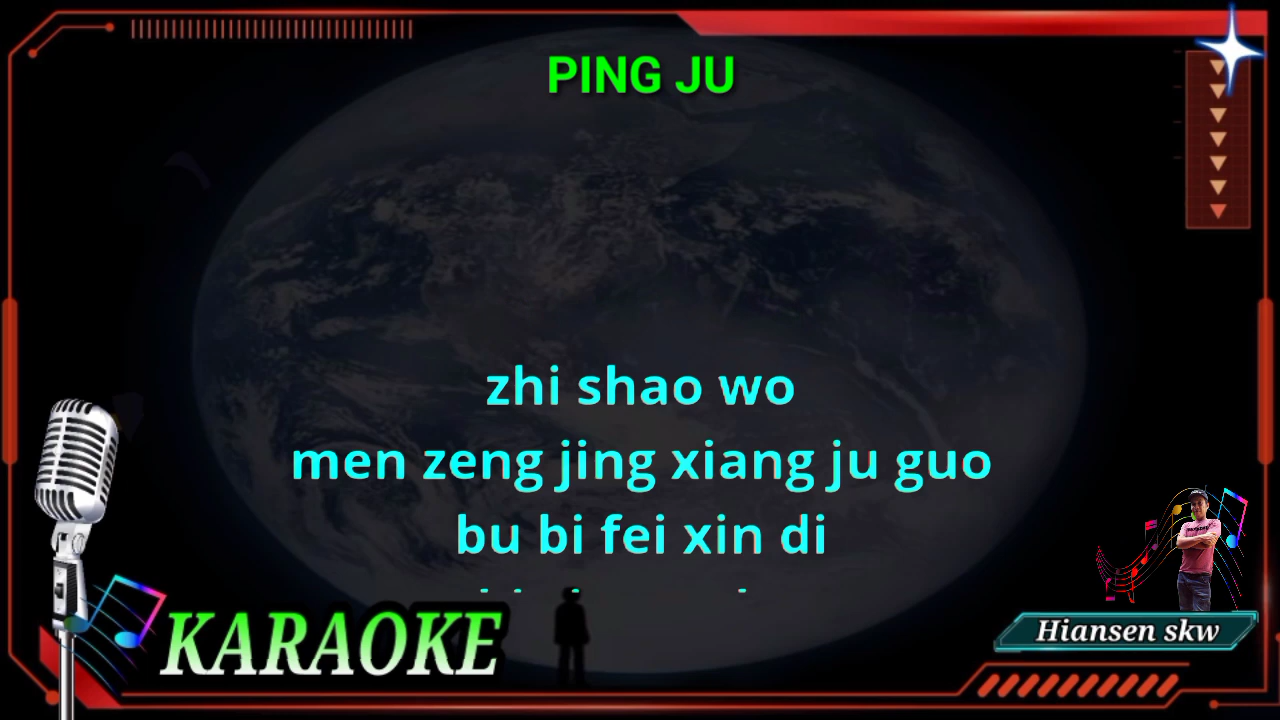 PING JU
zhi shao wo
men zeng jing xiang ju guo
bu bi fei xin di
KARAOKE
Hiansen skw